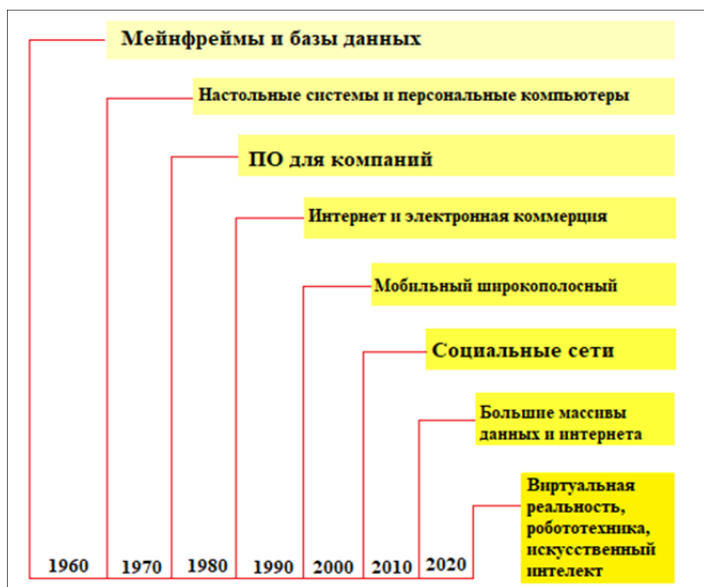 Мейнфреймы и базы данных
Настольные системы и персональные компьютеры
ПО для компаний
Интернет и электронная коммерция
Мобильный широкополосный
Социальные сети
Большие массивы
данных и интернета
Виртуальная
реальность,
робототехника,
искусственный
интелект
1960 1970 1980 1990 2000 2010 2020